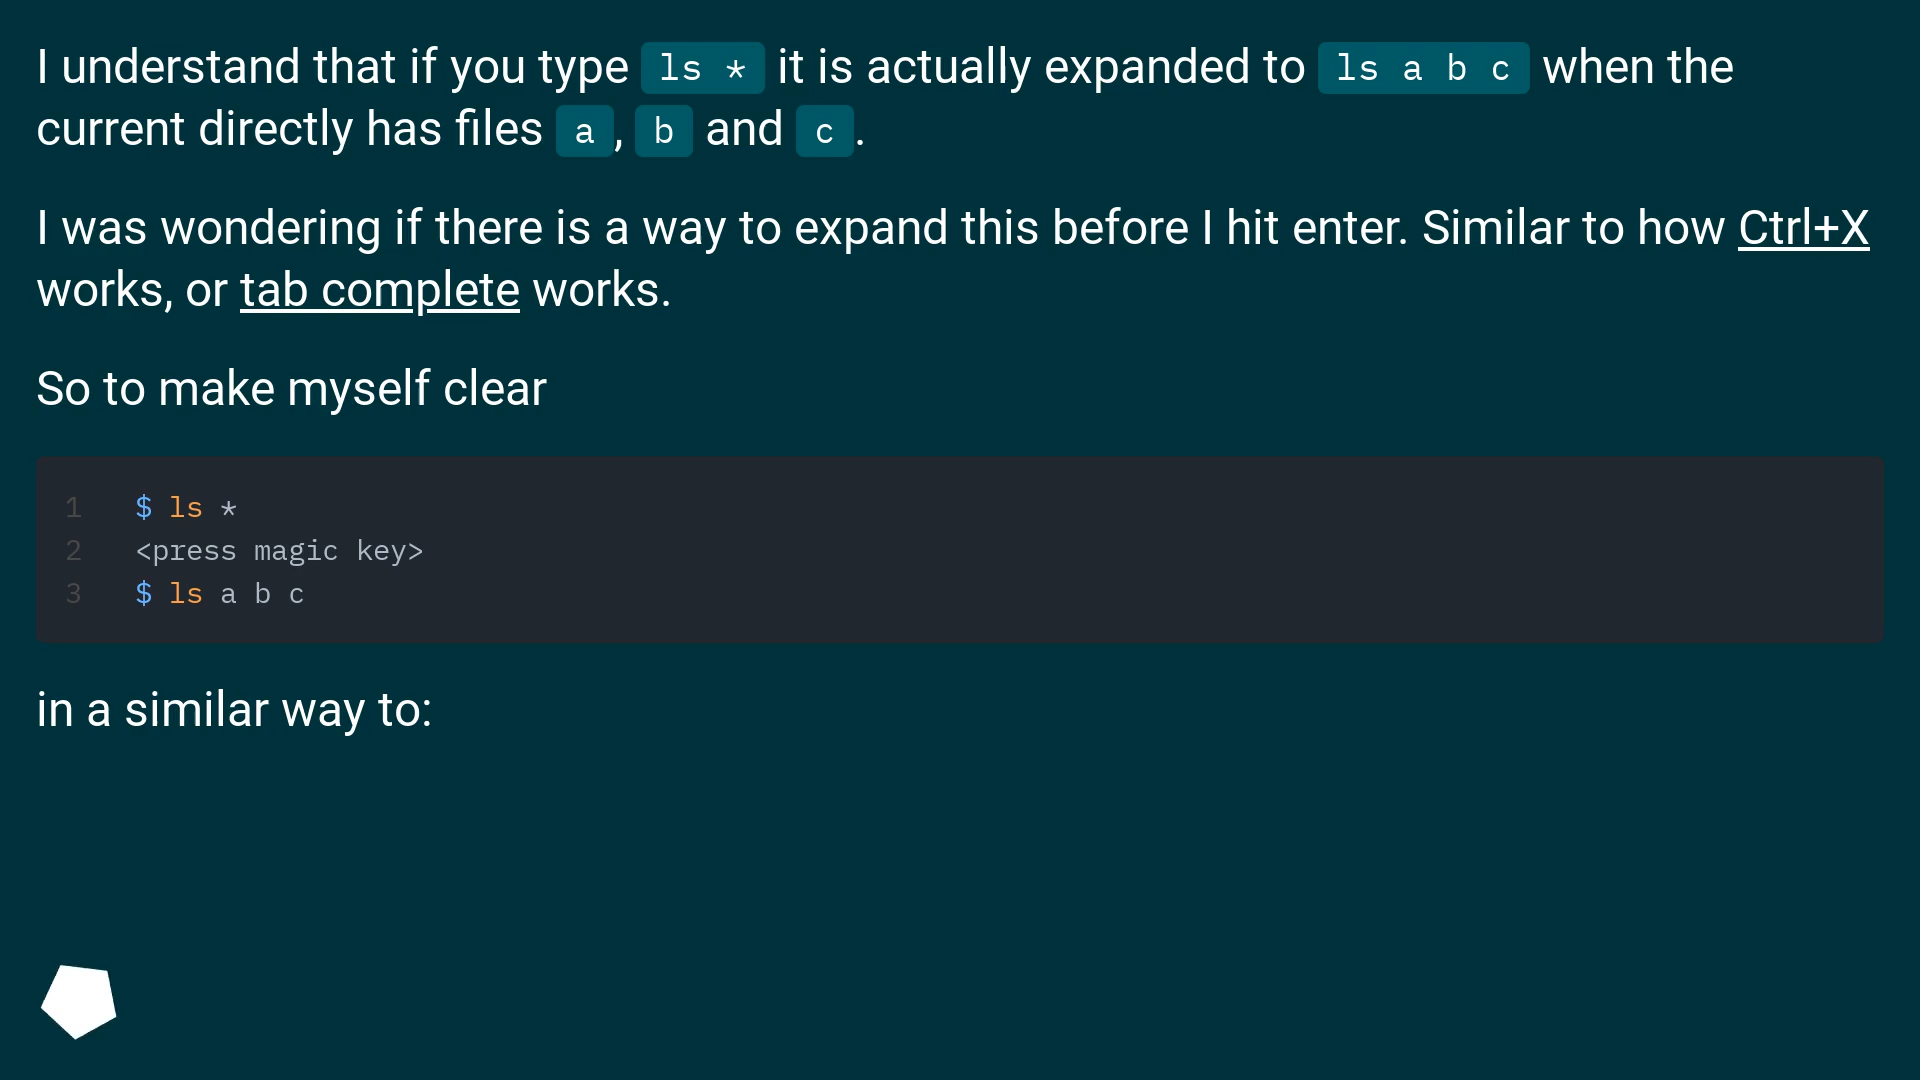 I understand that if you type ls * it is actually expanded to ls a b c when the
current directly has files a, b and c.
I was wondering if there is a way to expand this before I hit enter. Similar to how Ctrl+X
works, or tab complete works.
So to make myself clear
1 $ ls *
2 <press magic key>
3 $ ls a b c
in a similar way to: